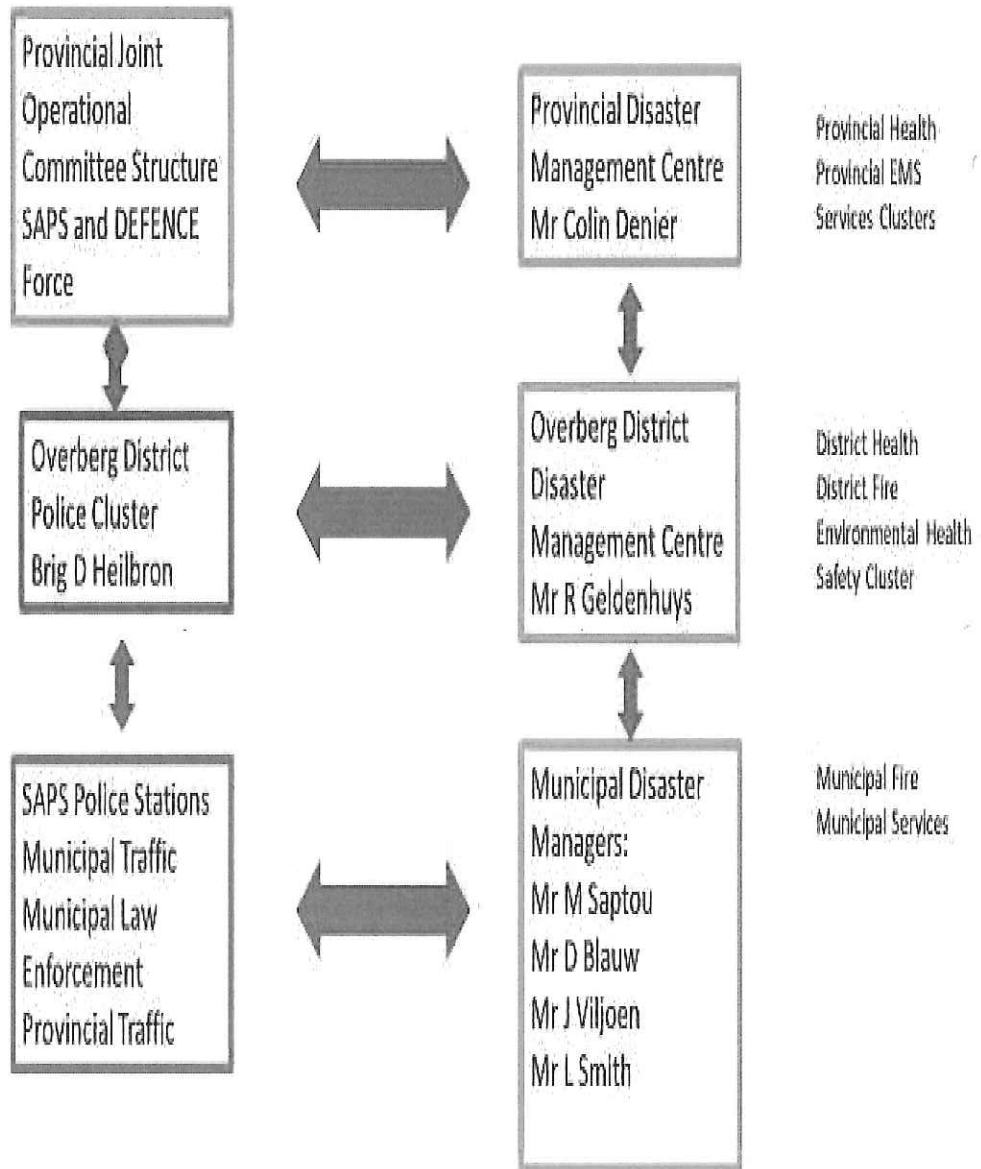 Provincial Joint
Operational
Committee Structure
SAPS and DEFENCE
Force
Provincial Disaster
Management Centre
Mr Colin Denier
Provincial Health
Provincial EMS
Services Clusters
Overberg District
Police Cluster
Brig D Heilbron
Overberg District
Disaster
Management Centre
Mr R Geldenhuys
District Health
District Fire
Environmental Health
Safety Cluster
SAPS Police Stations
Municipal Traffic
Municipal Law
Enforcement
Provincial Traffic
Municipal Disaster
Managers:
Mr M Saptou
Mr D Blauw
Mr J Viljoen
Mr L Smith
Municipal Fire
Municipal Services